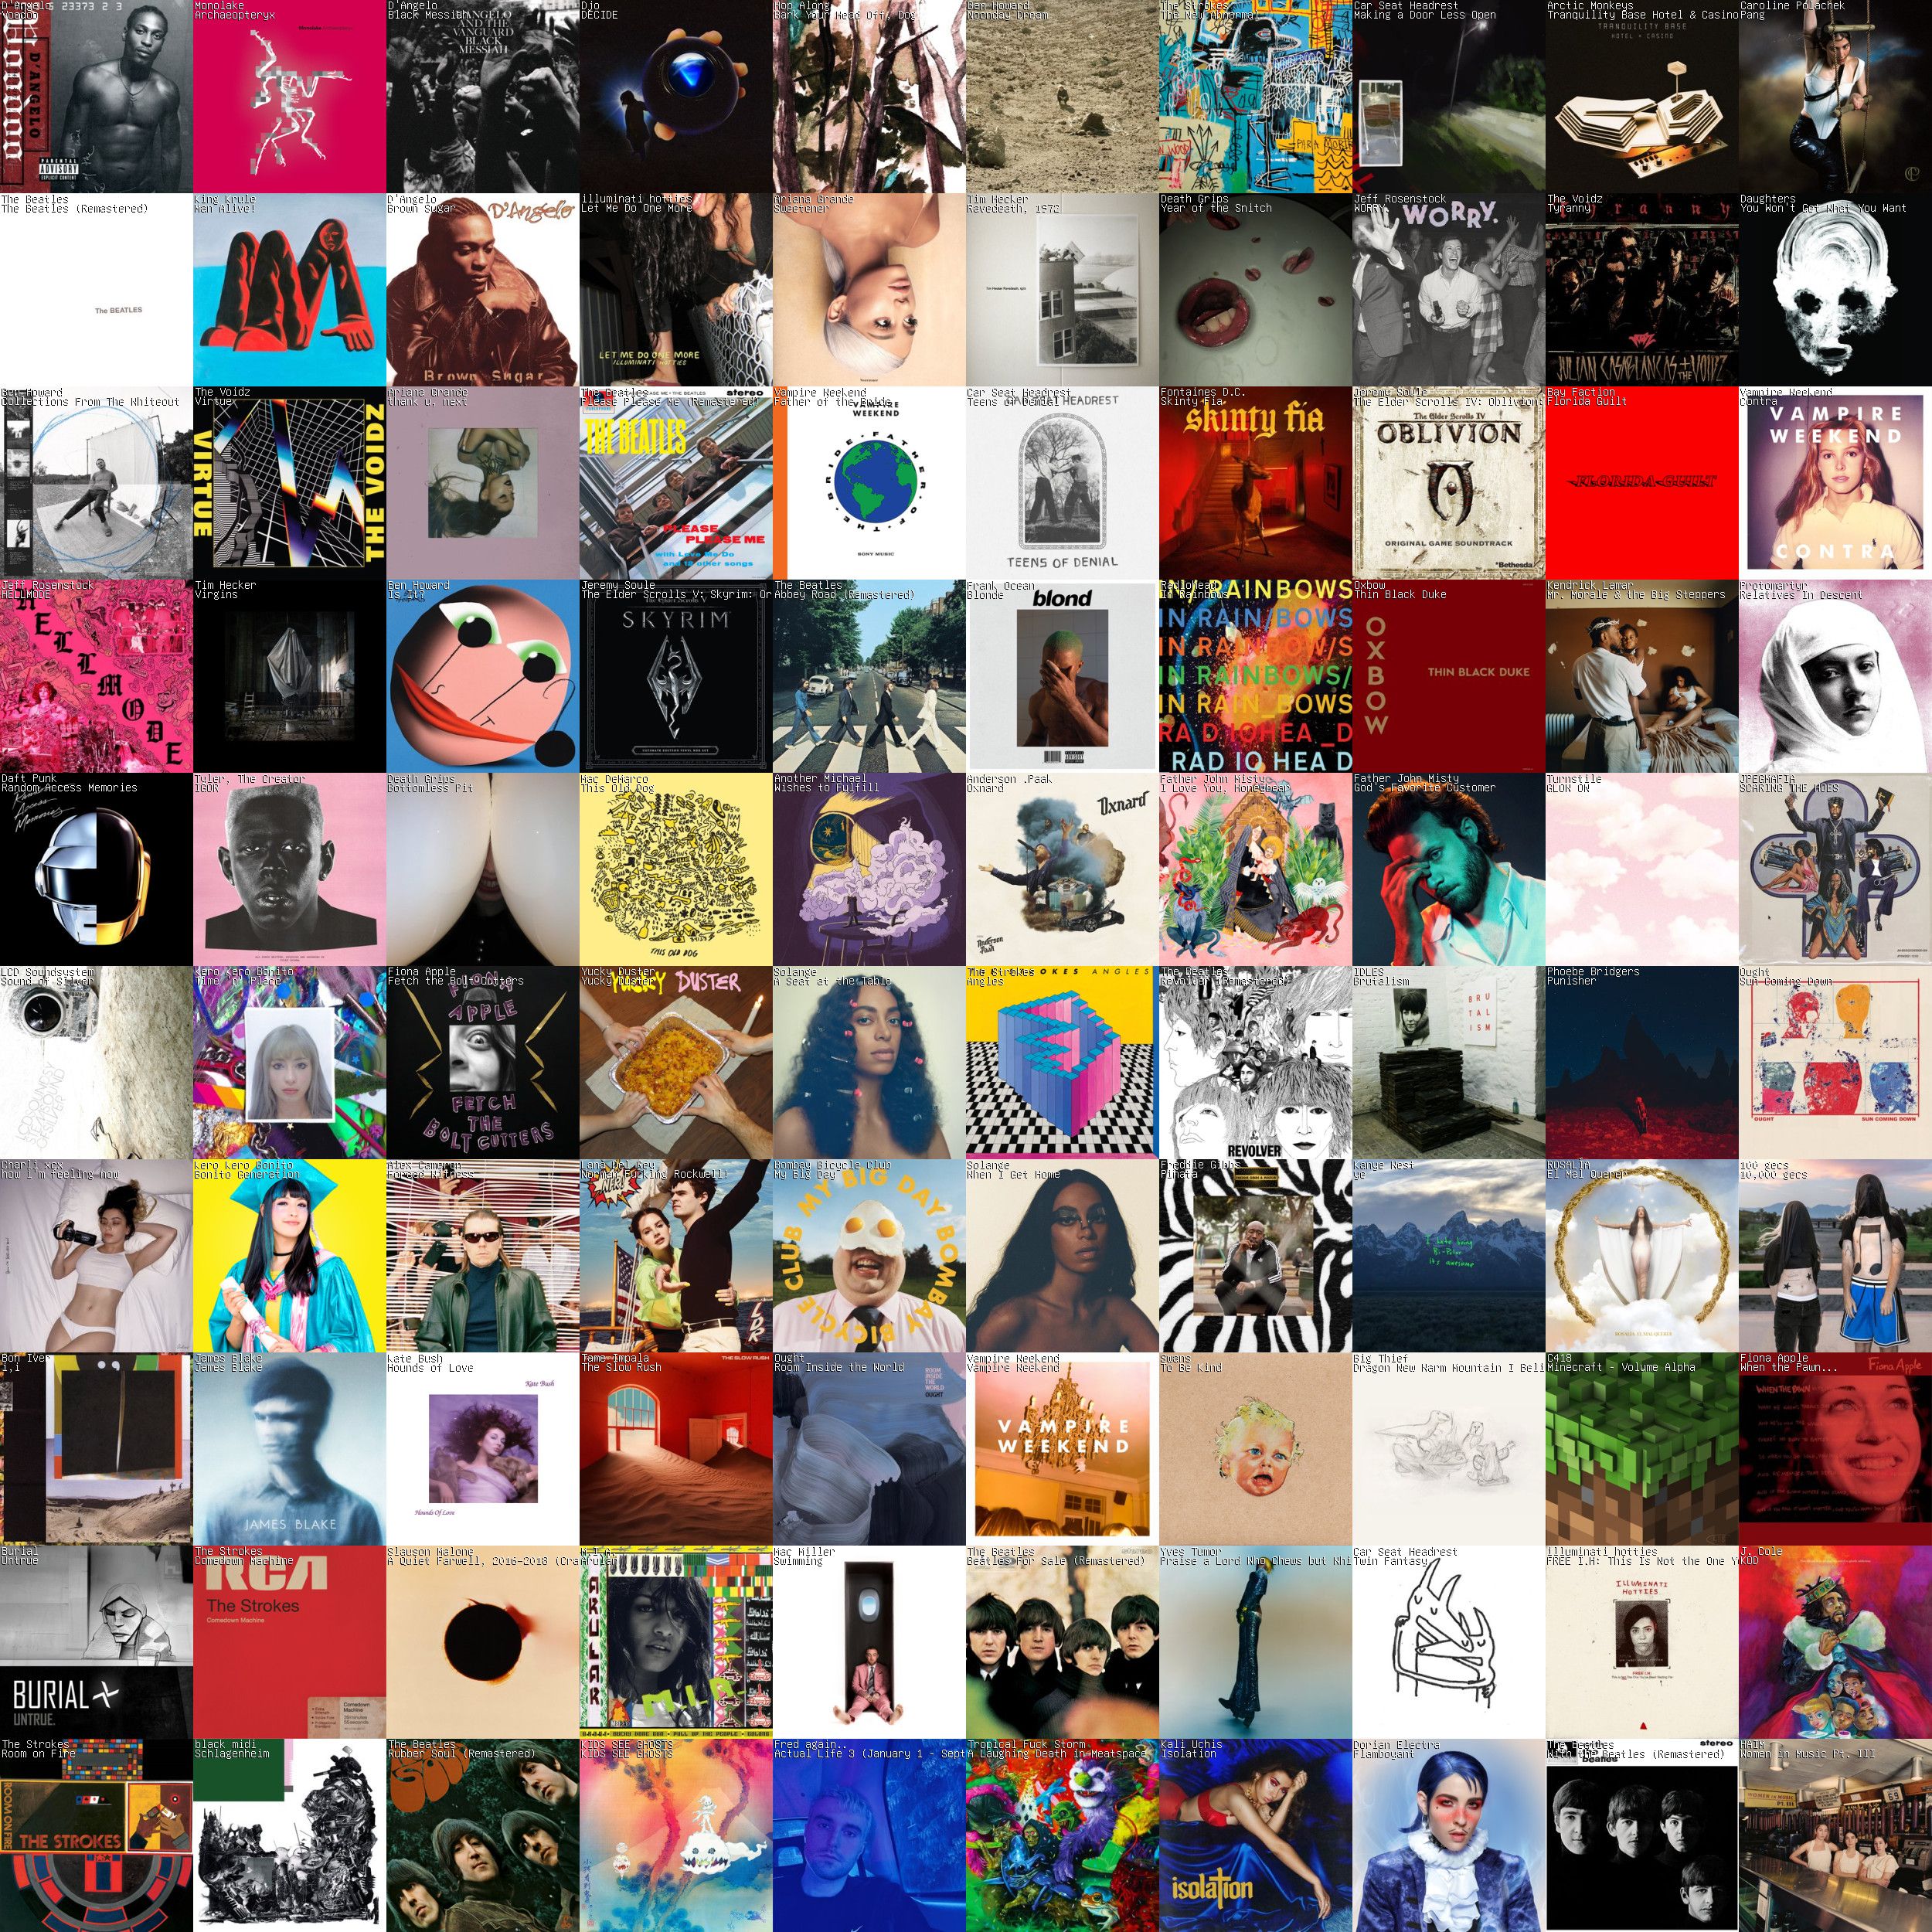 D'Angelo
Voodoo
D'ANGELO
PARENTAL
ADVISORY
EXPLICIT CONTENT
Monolake
Archaeopteryx
D'Angelo
Black Messiah
D'ANGELO
AND THE
VANGUARD
BLACK
MESSIAH
Djo
DECIDE
Hop Along
Bark Your Head Off, Dog
Ben Howard
Noonday Dream
The Strokes
The New Abnormal
Car Seat Headrest
Making a Door Less Open
Arctic Monkeys
Tranquility Base Hotel & Casino
TRANQUILITY BASE
HOTEL + CASINO
Caroline Polachek
Pang
The Beatles
The Beatles (Remastered)
The BEATLES
King Krule
Man Alive!
D'Angelo
Brown Sugar
D'Angelo
Brown Sugar
illuminati hotties
Let Me Do One More
LET ME DO ONE MORE
ILLUMINATI HOTTIES
Ariana Grande
Sweetener
Tim Hecker
Ravedeath, 1972
Death Grips
Year of the Snitch
Jeff Rosenstock
WORRY.
WORRY.
The Voidz
Tyranny
JULIAN CASABLANCAS + THE VOIDZ
Daughters
You Won't Get What You Want
Ben Howard
Collections From The Whiteout
The Voidz
Virtue
VIRTUE
THE VOIDZ
Ariana Grande
thank u, next
The Beatles
Please Please Me (Remastered)
stereo
THE BEATLES
PLEASE
PLEASE ME
with Love Me Do
and 12 other songs
Vampire Weekend
Father of the Bride
VAMPIRE
WEEKEND
FATHER OF THE BRIDE
SONY MUSIC
Car Seat Headrest
Teens of Denial
CAR SEAT HEADREST
TEENS OF DENIAL
Fontaines D.C.
Skinty Fia
skinty fia
Jeremy Soule
The Elder Scrolls IV: Oblivion
The Elder Scrolls IV
OBLIVION
ORIGINAL GAME SOUNDTRACK
Bethesda
Bay Faction
Florida Guilt
FLORIDA GUILT
Vampire Weekend
Contra
VAMPIRE
WEEKEND
CONTRA
Jeff Rosenstock
HELLMODE
HELLMODE
Tim Hecker
Virgins
Ben Howard
Is It?
Jeremy Soule
The Elder Scrolls V: Skyrim: Or
SKYRIM
The Beatles
Abbey Road (Remastered)
Frank Ocean
Blonde
blond
Radiohead
In Rainbows
IN/RAINBOWS
IN RAIN/BOWS
IN RAINBOW/S
IN RAINBOWS/
IN RAIN_BOWS
RAD IOHEA_D
RAD IO HEA D
Oxbow
Thin Black Duke
OXBOW
THIN BLACK DUKE
Kendrick Lamar
Mr. Morale & the Big Steppers
Protomartyr
Relatives In Descent
Daft Punk
Random Access Memories
Random Access Memories
Tyler, The Creator
IGOR
Death Grips
Bottomless Pit
Mac DeMarco
This Old Dog
THIS OLD DOG
Another Michael
Wishes to Fulfill
Anderson .Paak
Oxnard
Oxnard
Anderson Paak
Father John Misty
I Love You, Honeybear
Father John Misty
God's Favorite Customer
Turnstile
GLOW ON
JPEGMAFIA
SCARING THE HOES
LCD Soundsystem
Sound of Silver
Kero Kero Bonito
Time 'n' Place
Fiona Apple
Fetch the Bolt Cutters
FIONA
APPLE
FETCH
THE
BOLT CUTTERS
Yucky Duster
Yucky Duster
YUCKY DUSTER
Solange
A Seat at the Table
The Strokes
Angles
THE STROKES ANGLES
The Beatles
Revolver (Remastered)
REVOLVER
IDLES
Brutalism
BRU
TAL
ISM
Phoebe Bridgers
Punisher
Ought
Sun Coming Down
OUGHT
SUN COMING DOWN
Charli xcx
how i'm feeling now
Kero Kero Bonito
Bonito Generation
Alex Cameron
Forced Witness
Lana Del Rey
Norman Fucking Rockwell!
LDR
Bombay Bicycle Club
My Big Day
MY BIG DAY BOMBAY BICYCLE CLUB
Solange
When I Get Home
Freddie Gibbs
Piñata
Kanye West
ye
I hate being
Bi-Polar
its awesome
ROSALÍA
El Mal Querer
100 gecs
10,000 gecs
Bon Iver
i,i
James Blake
James Blake
JAMES BLAKE
Kate Bush
Hounds of Love
Kate Bush
Hounds Of Love
Tame Impala
The Slow Rush
THE SLOW RUSH
Ought
Room Inside the World
ROOM
INSIDE
THE
WORLD
OUGHT
Vampire Weekend
Vampire Weekend
VAMPIRE
WEEKEND
Swans
To Be Kind
Big Thief
Dragon New Warm Mountain I Beli
C418
Minecraft - Volume Alpha
Fiona Apple
When the Pawn...
Fiona Apple
WHEN THE PAWN
Burial
Untrue
BURIAL
UNTRUE.
The Strokes
Comedown Machine
RCA
The Strokes
Comedown Machine
Comedown
Machine
Slauson Malone
A Quiet Farwell, 2016-2018 (Cra
M.I.A.
Arular
ARULAR
M.I.A.
Mac Miller
Swimming
The Beatles
Beatles For Sale (Remastered)
stereo
Yves Tumor
Praise a Lord Who Chews but Whi
Car Seat Headrest
Twin Fantasy
illuminati hotties
FREE I.H: This Is Not the One Y
ILLUMINATI
HOTTIES
FREE I.H:
J. Cole
KOD
The Strokes
Room on Fire
ROOM ON FIRE
THE STROKES
black midi
Schlagenheim
The Beatles
Rubber Soul (Remastered)
KIDS SEE GHOSTS
KIDS SEE GHOSTS
Fred again..
Actual Life 3 (January 1 - Sept
Tropical Fuck Storm
A Laughing Death in Meatspace
Kali Uchis
Isolation
isolation
Dorian Electra
Flamboyant
The Beatles
With the Beatles (Remastered)
stereo
beatles
HAIM
Women in Music Pt. III
69